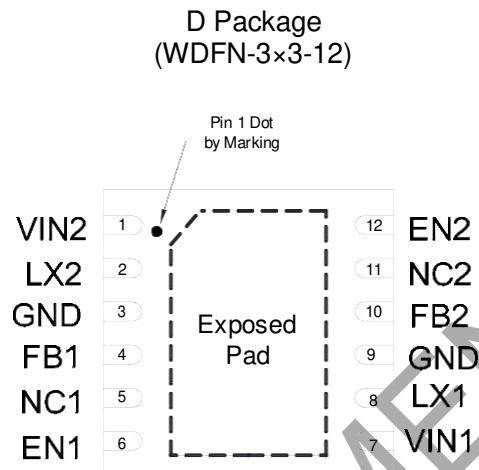 D Package
(WDFN-3×3-12)
Pin 1 Dot
by Marking
VIN2 1 12 EN2
LX2 2 11 NC2
GND 3 10 FB2
Exposed
Pad
FB1 4 9 GND
NC1 5 8 LX1
EN1 6 7 VIN1